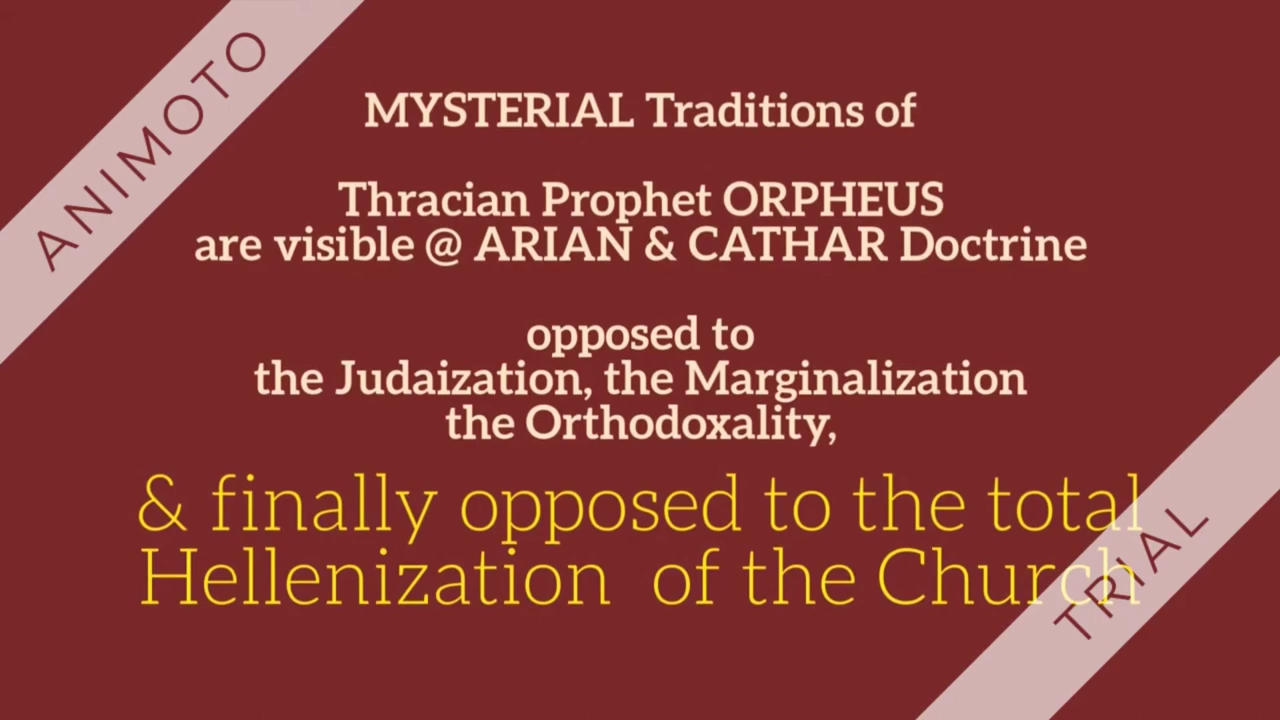 ANIMOTO
MYSTERIAL Traditions of
Thracian Prophet ORPHEUS
are visible @ ARIAN & CATHAR Doctrine
opposed to
the Judaization, the Marginalization
the Orthodoxality,
& finally opposed to the total
Hellenization of the Church
TRIAL